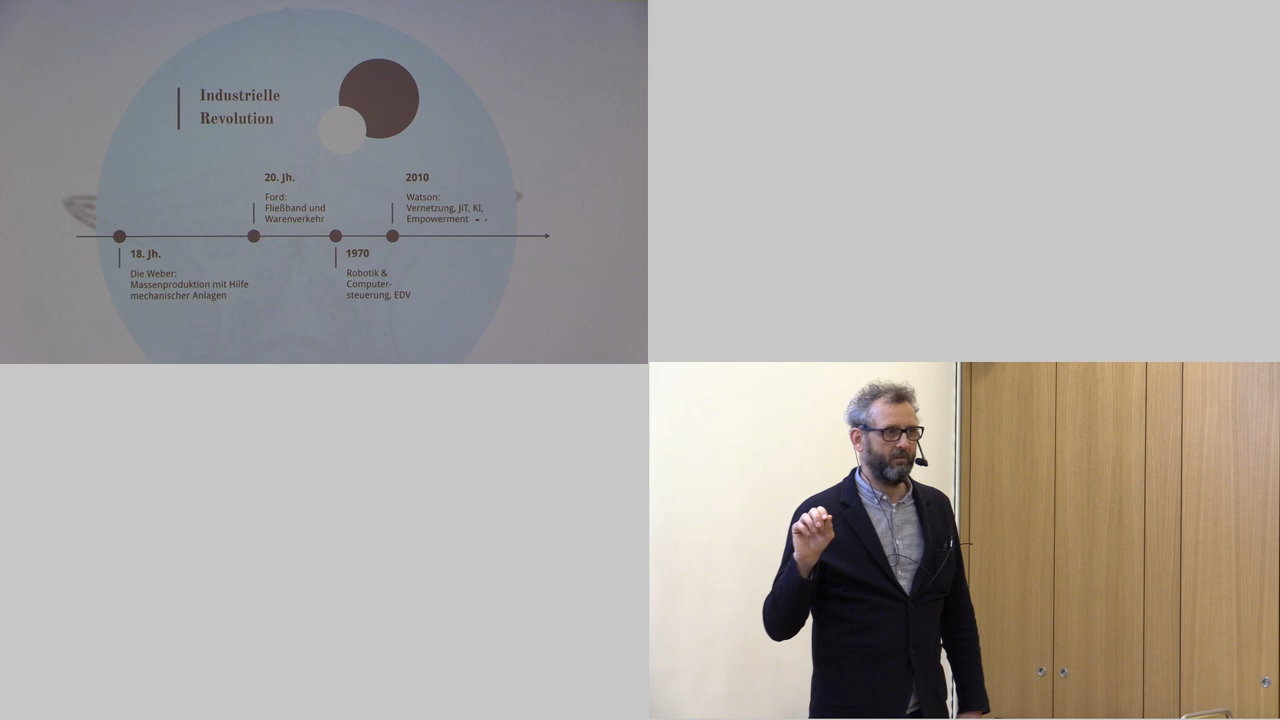 Industrielle
Revolution
20. Jh.
Ford:
Fließband und
Warenverkehr
2010
Watson:
Vernetzung, JiT, KI,
Empowerment
18. Jh.
Die Weber:
Massenproduktion mit Hilfe
mechanischer Anlagen
1970
Robotik &
Computer-
steuerung, EDV